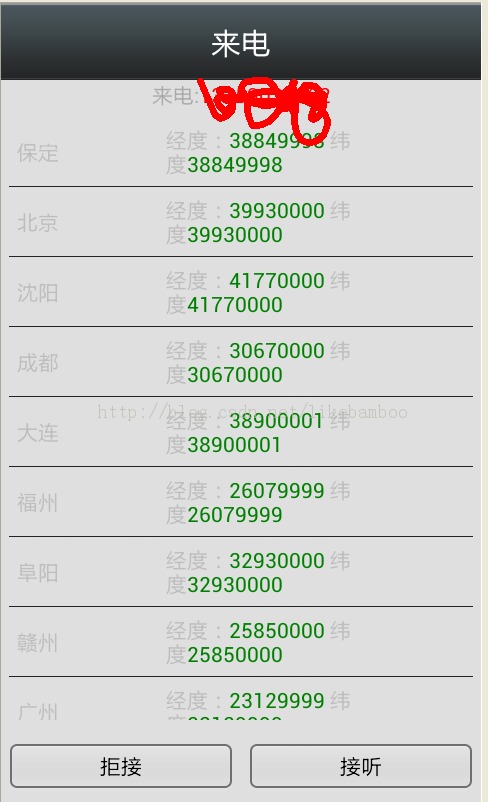 来电
来电:
保定
经度：38849998 纬
度38849998
北京
经度：39930000 纬
度39930000
沈阳
经度：41770000 纬
度41770000
成都
经度：30670000 纬
度30670000
http://blog.csdn.net/likebamboo
大连
经度：38900001 纬
度38900001
福州
经度：26079999 纬
度26079999
阜阳
经度：32930000 纬
度32930000
赣州
经度：25850000 纬
度25850000
广州
经度：23129999 纬
拒接
接听